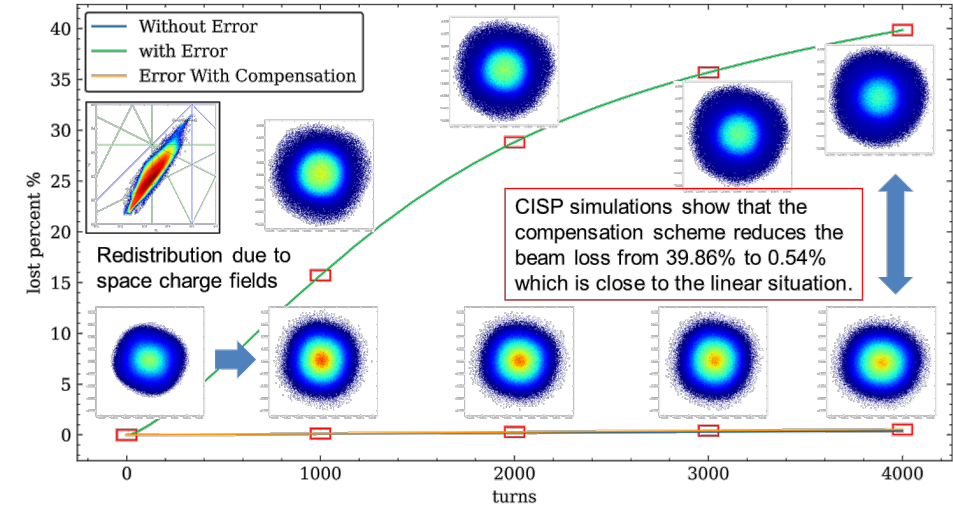 Without Error
with Error
Error With Compensation
lost percent %
40
35
30
25
20
15
10
5
0
Redistribution due to
space charge fields
CISP simulations show that the
compensation scheme reduces the
beam loss from 39.86% to 0.54%
which is close to the linear situation.
0
1000
2000
3000
4000
turns